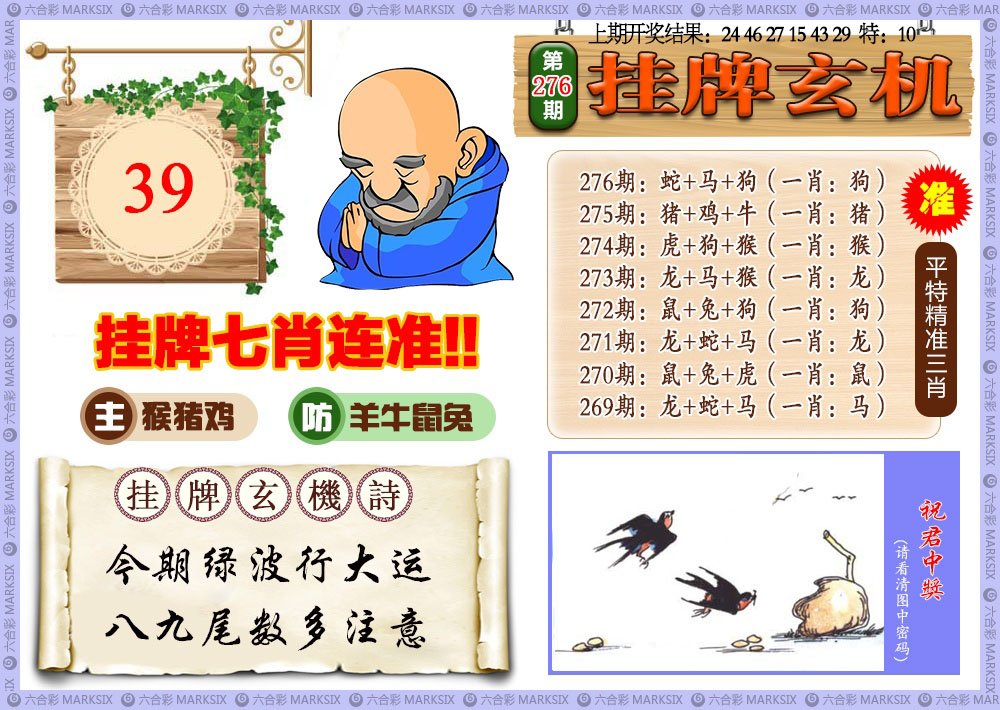 上期开奖结果：24 46 27 15 43 29 特：10
第276期
挂牌玄机
39
挂牌七肖连准!!
主 猴猪鸡
防 羊牛鼠兔
挂牌玄機詩
今期绿波行大运
八九尾数多注意
276期：蛇+马+狗（一肖：狗）
275期：猪+鸡+牛（一肖：猪）
274期：虎+狗+猴（一肖：猴）
273期：龙+马+猴（一肖：龙）
272期：鼠+兔+狗（一肖：狗）
271期：龙+蛇+马（一肖：龙）
270期：鼠+兔+虎（一肖：鼠）
269期：龙+蛇+马（一肖：马）
准
平特精准三肖
祝君中獎
（请看清图中密码）
六合彩 MARKSIX